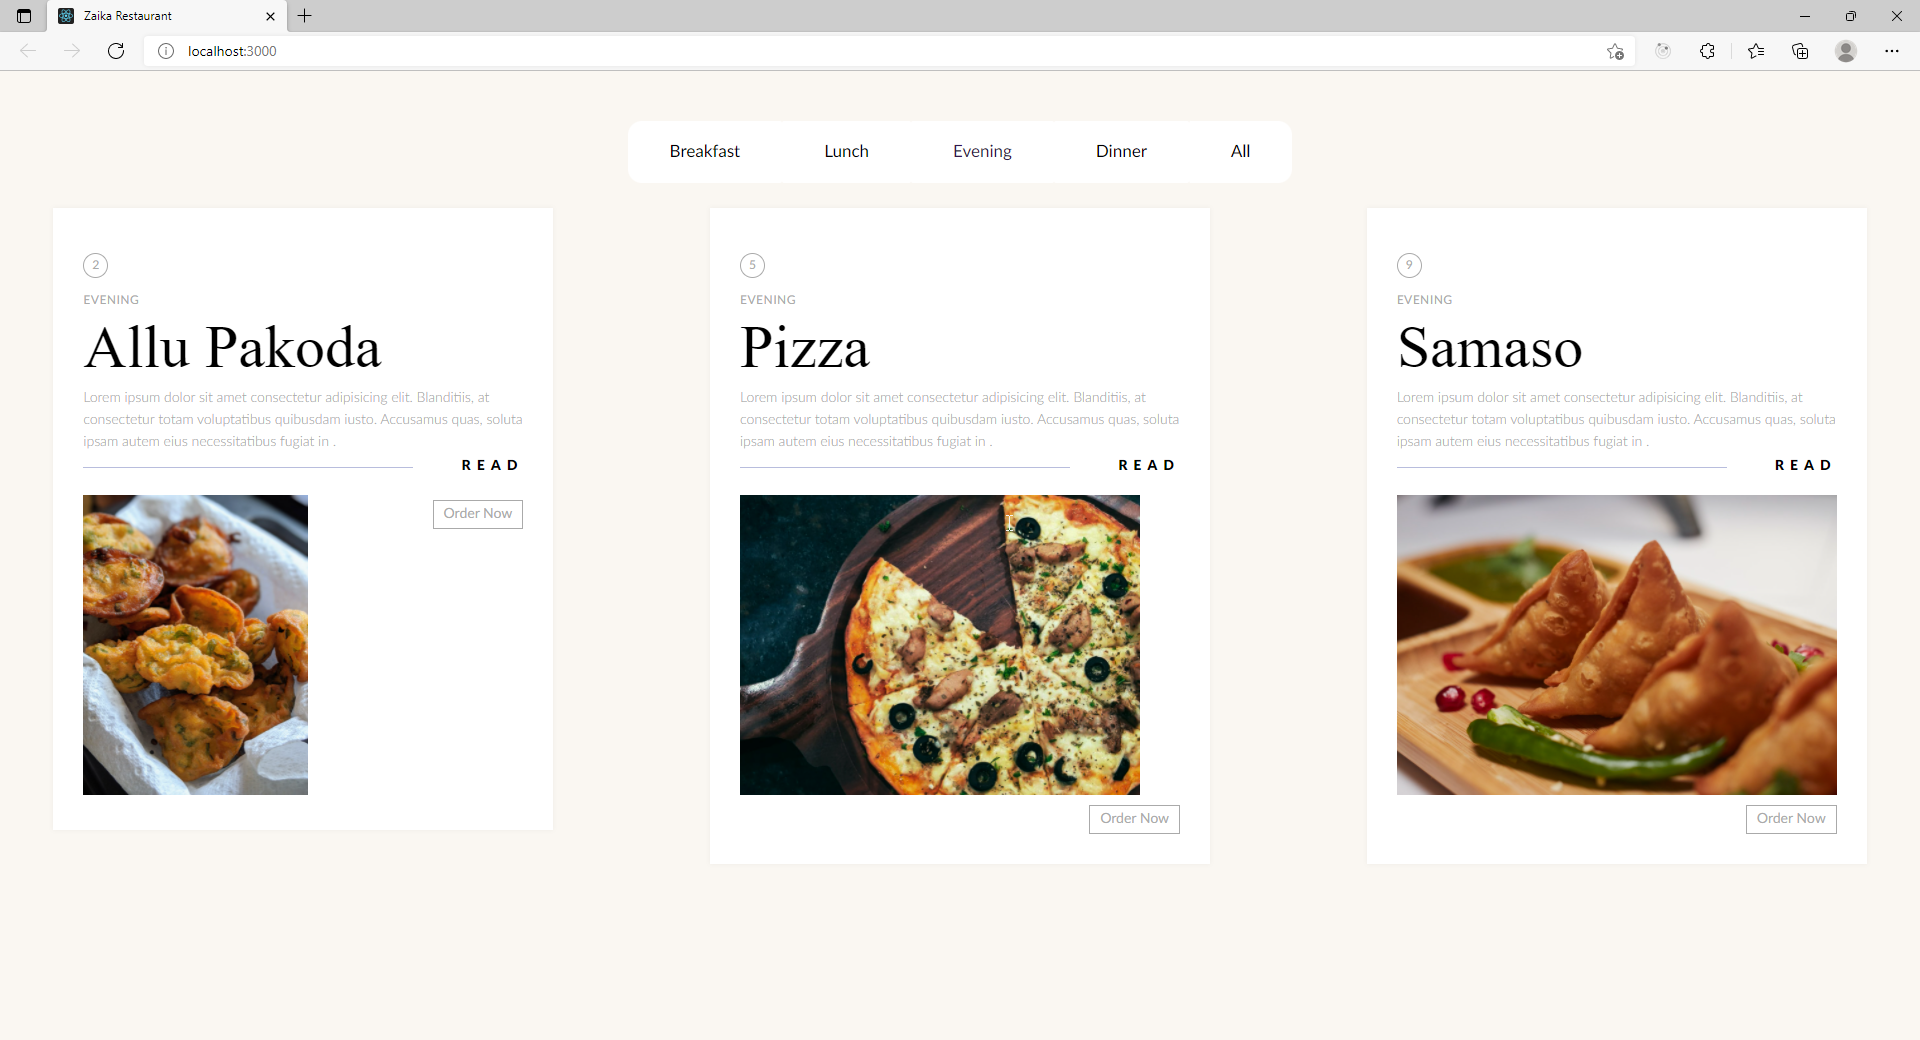 Zaika Restaurant
localhost:3000
Breakfast Lunch Evening Dinner All
2
EVENING
Allu Pakoda
Lorem ipsum dolor sit amet consectetur adipisicing elit. Blanditiis, at
consectetur totam voluptatibus quibusdam iusto. Accusamus quas, soluta
ipsam autem eius necessitatibus fugiat in .
READ
Order Now
5
EVENING
Pizza
Lorem ipsum dolor sit amet consectetur adipisicing elit. Blanditiis, at
consectetur totam voluptatibus quibusdam iusto. Accusamus quas, soluta
ipsam autem eius necessitatibus fugiat in .
READ
Order Now
9
EVENING
Samaso
Lorem ipsum dolor sit amet consectetur adipisicing elit. Blanditiis, at
consectetur totam voluptatibus quibusdam iusto. Accusamus quas, soluta
ipsam autem eius necessitatibus fugiat in .
READ
Order Now